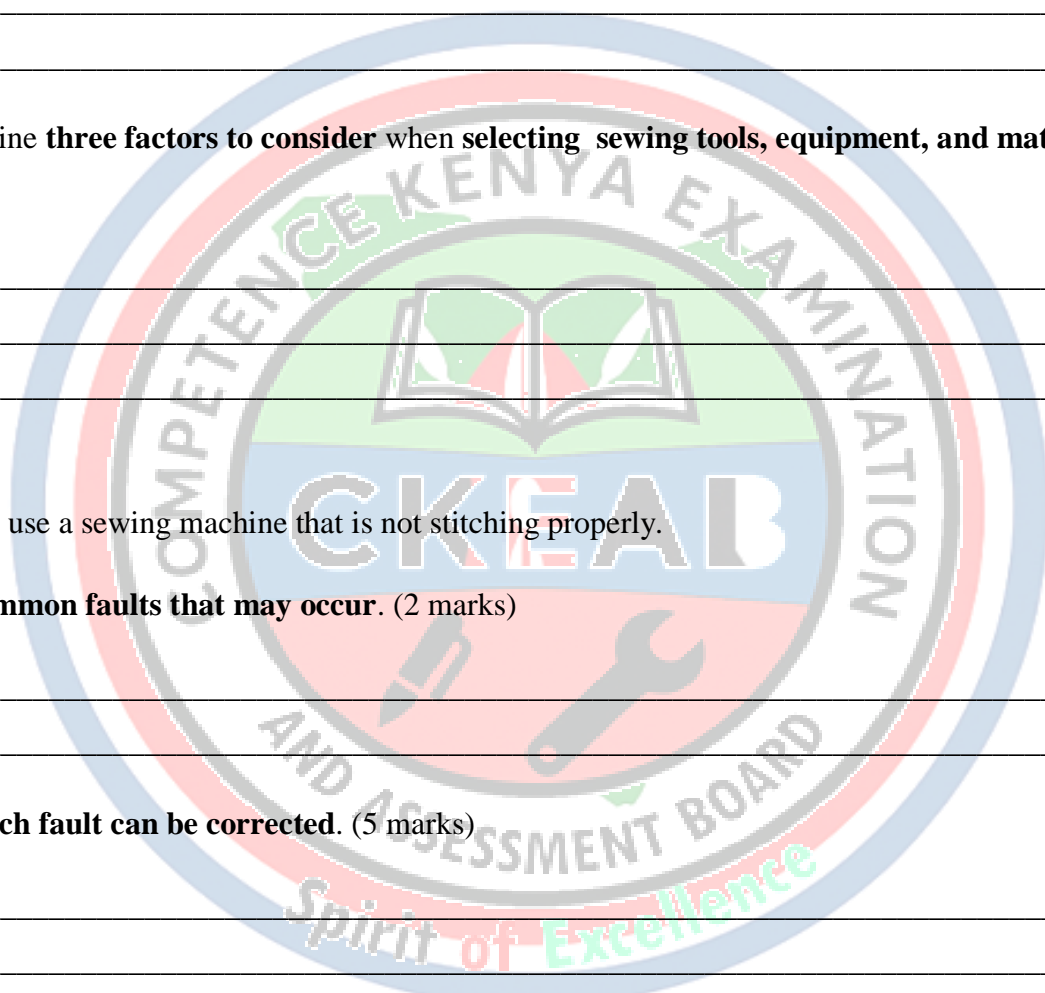 ine three factors to consider when selecting sewing tools, equipment, and mat
use a sewing machine that is not stitching properly.
mmon faults that may occur. (2 marks)
ch fault can be corrected. (5 marks)
COMPETENCE KENYA EXAMINATION
CKEAB
AND ASSESSMENT BOARD
Spirit of Excellence